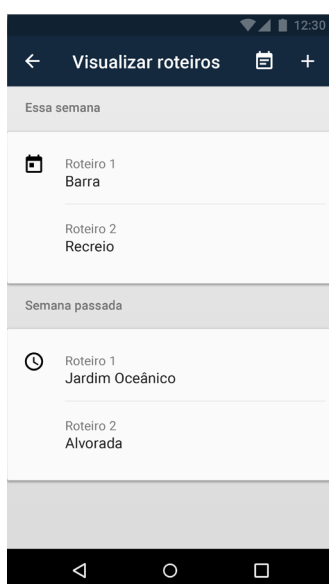 12:30
Visualizar roteiros
Essa semana
Roteiro 1
Barra
Roteiro 2
Recreio
Semana passada
Roteiro 1
Jardim Oceânico
Roteiro 2
Alvorada